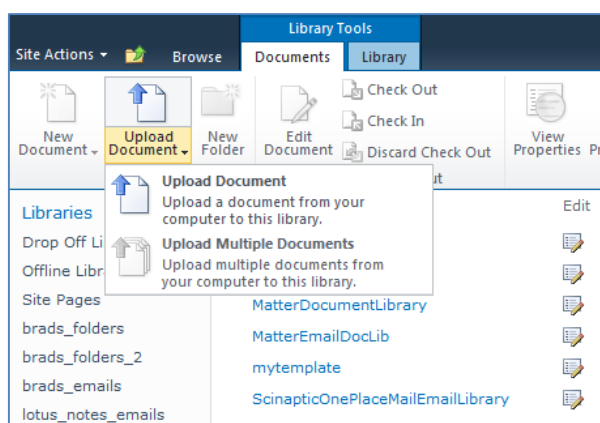 Library Tools
Site Actions Browse Documents Library
New Document
Upload Document
New Folder
Edit Document
Check Out
Check In
Discard Check Out
View Properties
Upload Document
Upload a document from your
computer to this library.
Upload Multiple Documents
Upload multiple documents from
your computer to this library.
Edit
Libraries
Drop Off Li
Offline Libr
Site Pages
brads_folders
brads_folders_2
brads_emails
lotus_notes_emails
MatterDocumentLibrary
MatterEmailDocLib
mytemplate
ScinapticOnePlaceMailEmailLibrary